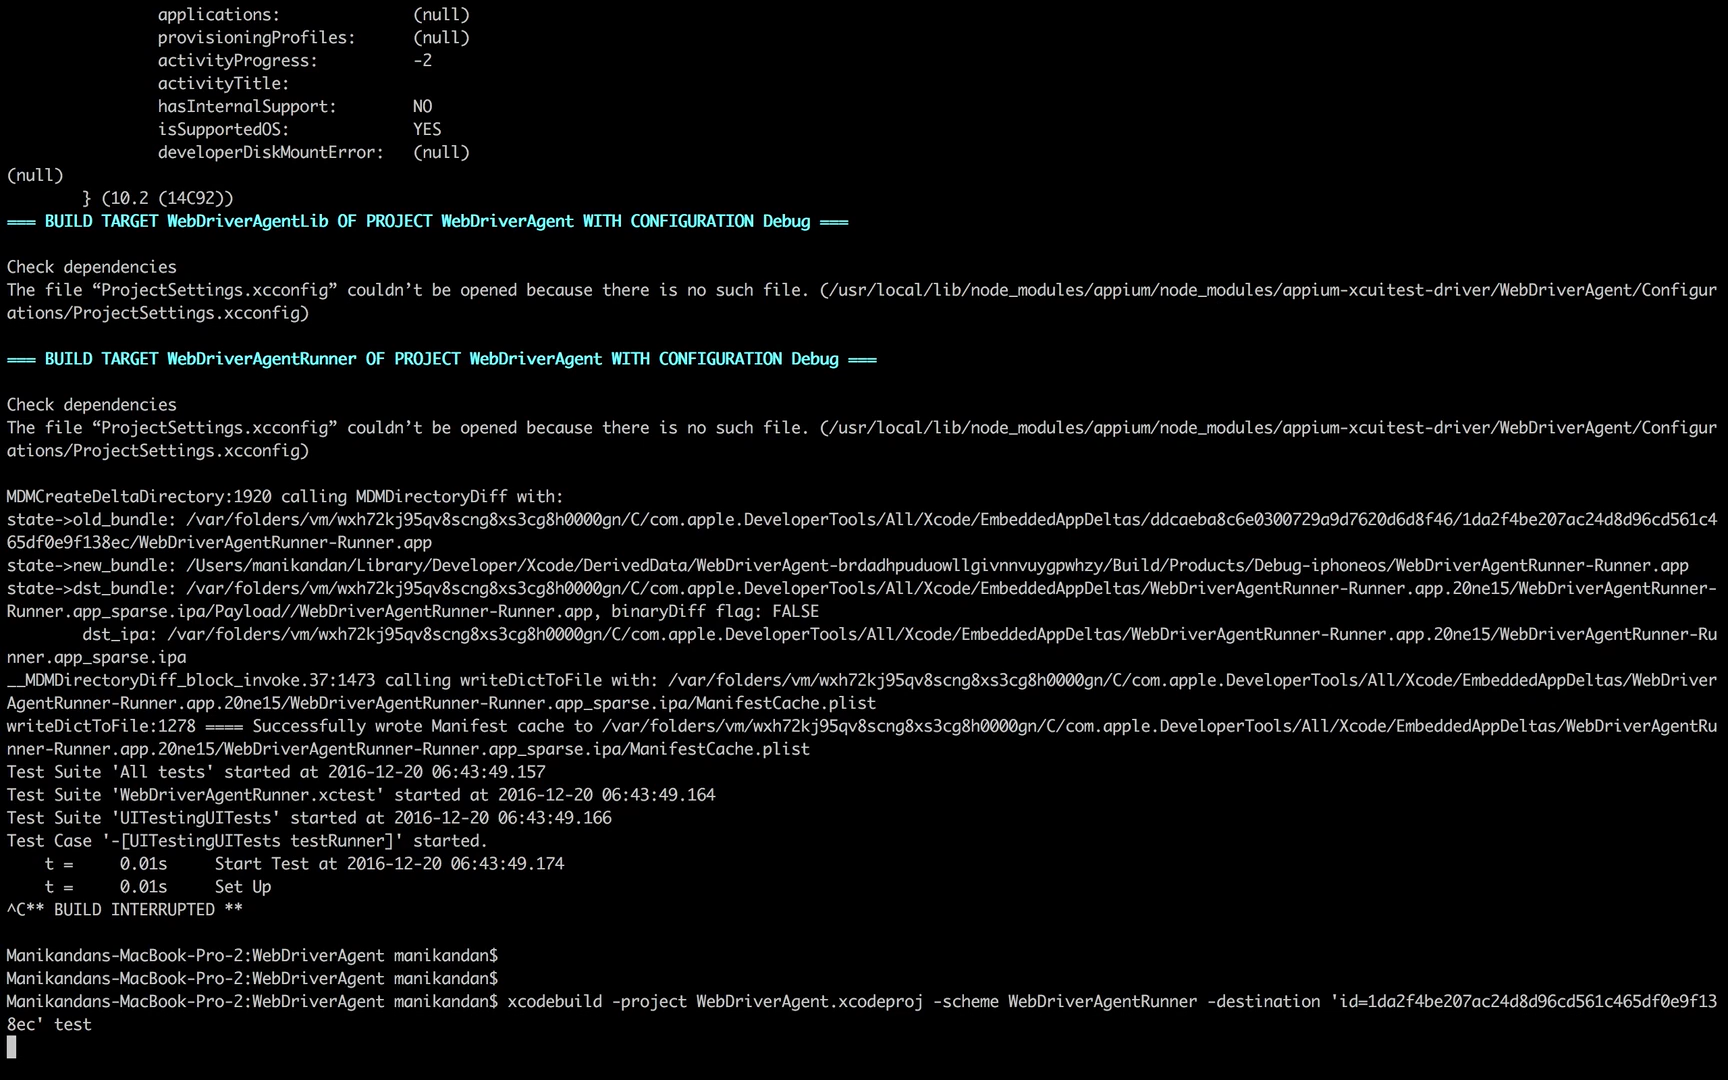 applications: (null)
provisioningProfiles: (null)
activityProgress: -2
activityTitle:
hasInternalSupport: NO
isSupportedOS: YES
developerDiskMountError: (null)
(null)
} (10.2 (14C92))
=== BUILD TARGET WebDriverAgentLib OF PROJECT WebDriverAgent WITH CONFIGURATION Debug ===
Check dependencies
The file “ProjectSettings.xcconfig” couldn’t be opened because there is no such file. (/usr/local/lib/node_modules/appium/node_modules/appium-xcuitest-driver/WebDriverAgent/Configur
ations/ProjectSettings.xcconfig)
=== BUILD TARGET WebDriverAgentRunner OF PROJECT WebDriverAgent WITH CONFIGURATION Debug ===
Check dependencies
The file “ProjectSettings.xcconfig” couldn’t be opened because there is no such file. (/usr/local/lib/node_modules/appium/node_modules/appium-xcuitest-driver/WebDriverAgent/Configur
ations/ProjectSettings.xcconfig)
MDMCreateDeltaDirectory:1920 calling MDMDirectoryDiff with:
state->old_bundle: /var/folders/vm/wxh72kj95qv8scng8xs3cg8h0000gn/C/com.apple.DeveloperTools/All/Xcode/EmbeddedAppDeltas/ddcaeba8c6e0300729a9d7620d6d8f46/1da2f4be207ac24d8d96cd561c4
65df0e9f138ec/WebDriverAgentRunner-Runner.app
state->new_bundle: /Users/manikandan/Library/Developer/Xcode/DerivedData/WebDriverAgent-brdadhpuduowllgivnnvuygpwhzy/Build/Products/Debug-iphoneos/WebDriverAgentRunner-Runner.app
state->dst_bundle: /var/folders/vm/wxh72kj95qv8scng8xs3cg8h0000gn/C/com.apple.DeveloperTools/All/Xcode/EmbeddedAppDeltas/WebDriverAgentRunner-Runner.app.20ne15/WebDriverAgentRunner-
Runner.app_sparse.ipa/Payload//WebDriverAgentRunner-Runner.app, binaryDiff flag: FALSE
dst_ipa: /var/folders/vm/wxh72kj95qv8scng8xs3cg8h0000gn/C/com.apple.DeveloperTools/All/Xcode/EmbeddedAppDeltas/WebDriverAgentRunner-Runner.app.20ne15/WebDriverAgentRunner-Ru
nner.app_sparse.ipa
__MDMDirectoryDiff_block_invoke.37:1473 calling writeDictToFile with: /var/folders/vm/wxh72kj95qv8scng8xs3cg8h0000gn/C/com.apple.DeveloperTools/All/Xcode/EmbeddedAppDeltas/WebDriver
AgentRunner-Runner.app.20ne15/WebDriverAgentRunner-Runner.app_sparse.ipa/ManifestCache.plist
writeDictToFile:1278 ==== Successfully wrote Manifest cache to /var/folders/vm/wxh72kj95qv8scng8xs3cg8h0000gn/C/com.apple.DeveloperTools/All/Xcode/EmbeddedAppDeltas/WebDriverAgentRu
nner-Runner.app.20ne15/WebDriverAgentRunner-Runner.app_sparse.ipa/ManifestCache.plist
Test Suite 'All tests' started at 2016-12-20 06:43:49.157
Test Suite 'WebDriverAgentRunner.xctest' started at 2016-12-20 06:43:49.164
Test Suite 'UITestingUITests' started at 2016-12-20 06:43:49.166
Test Case '-[UITestingUITests testRunner]' started.
t = 0.01s Start Test at 2016-12-20 06:43:49.174
t = 0.01s Set Up
^C** BUILD INTERRUPTED **
Manikandans-MacBook-Pro-2:WebDriverAgent manikandan$
Manikandans-MacBook-Pro-2:WebDriverAgent manikandan$
Manikandans-MacBook-Pro-2:WebDriverAgent manikandan$ xcodebuild -project WebDriverAgent.xcodeproj -scheme WebDriverAgentRunner -destination 'id=1da2f4be207ac24d8d96cd561c465df0e9f13
8ec' test